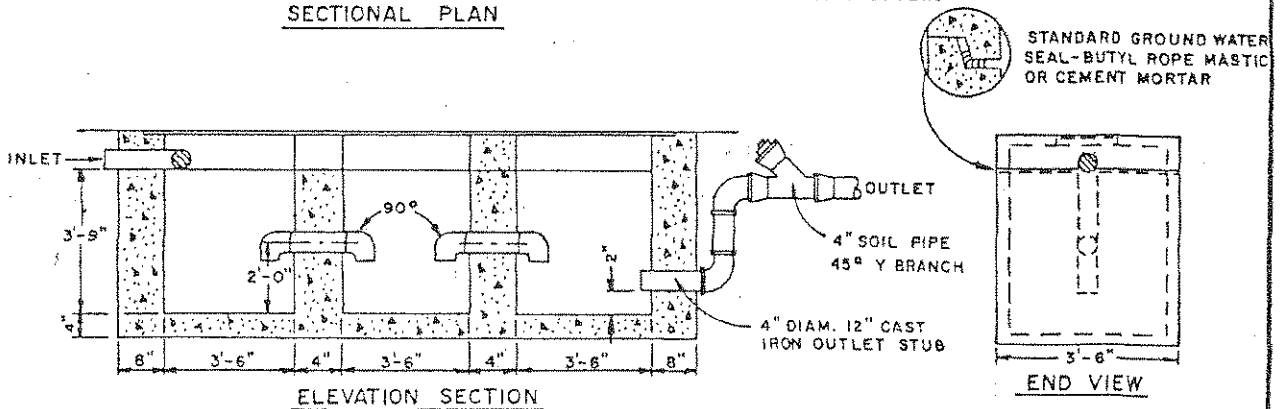 SECTIONAL PLAN
STANDARD GROUND WATER
SEAL-BUTYL ROPE MASTIC
OR CEMENT MORTAR
INLET
90°
OUTLET
3'-9"
2'-0"
2"
4" SOIL PIPE
45° Y BRANCH
4"
4" DIAM. 12" CAST
IRON OUTLET STUB
3'-6"
4"
3'-6"
4"
3'-6"
3'-6"
ELEVATION SECTION
END VIEW